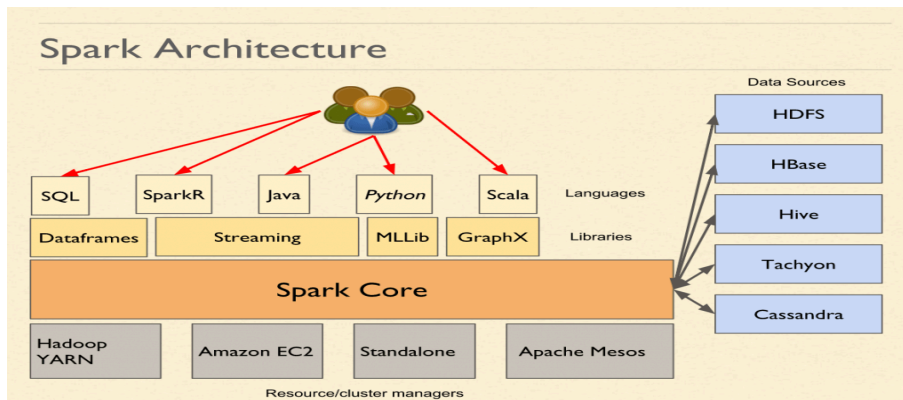 Spark Architecture
Data Sources
HDFS
HBase
Hive
Tachyon
Cassandra
SQL
SparkR
Java
Python
Scala
Languages
Dataframes
Streaming
MLLib
GraphX
Libraries
Spark Core
Hadoop
YARN
Amazon EC2
Standalone
Apache Mesos
Resource/cluster managers